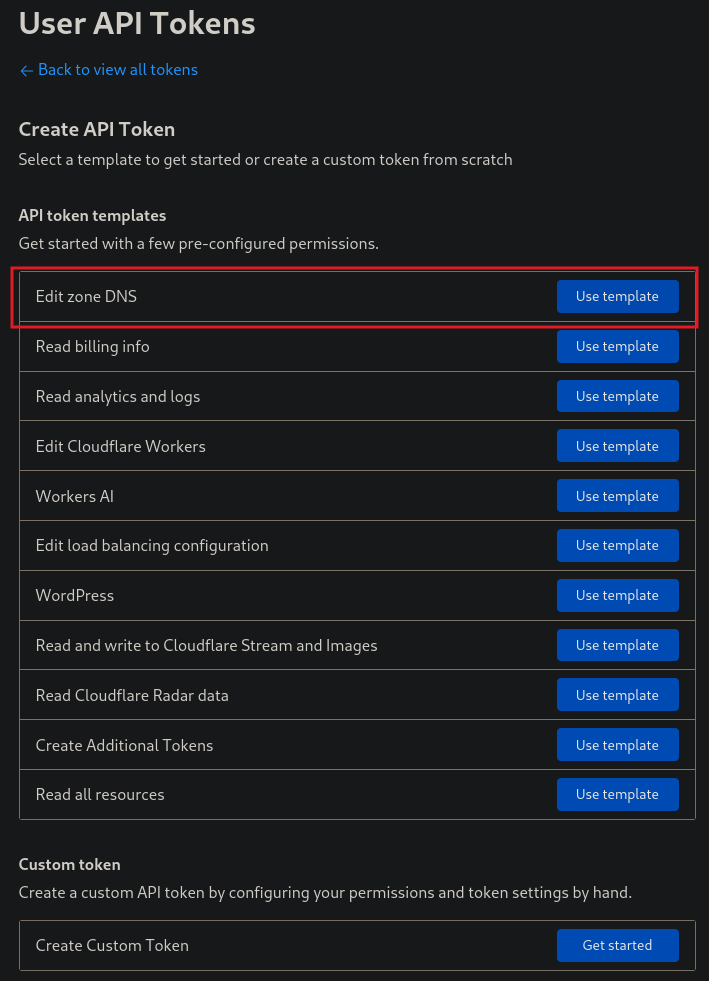 User API Tokens
← Back to view all tokens
Create API Token
Select a template to get started or create a custom token from scratch
API token templates
Get started with a few pre-configured permissions.
Edit zone DNS Use template
Read billing info Use template
Read analytics and logs Use template
Edit Cloudflare Workers Use template
Workers AI Use template
Edit load balancing configuration Use template
WordPress Use template
Read and write to Cloudflare Stream and Images Use template
Read Cloudflare Radar data Use template
Create Additional Tokens Use template
Read all resources Use template
Custom token
Create a custom API token by configuring your permissions and token settings by hand.
Create Custom Token Get started